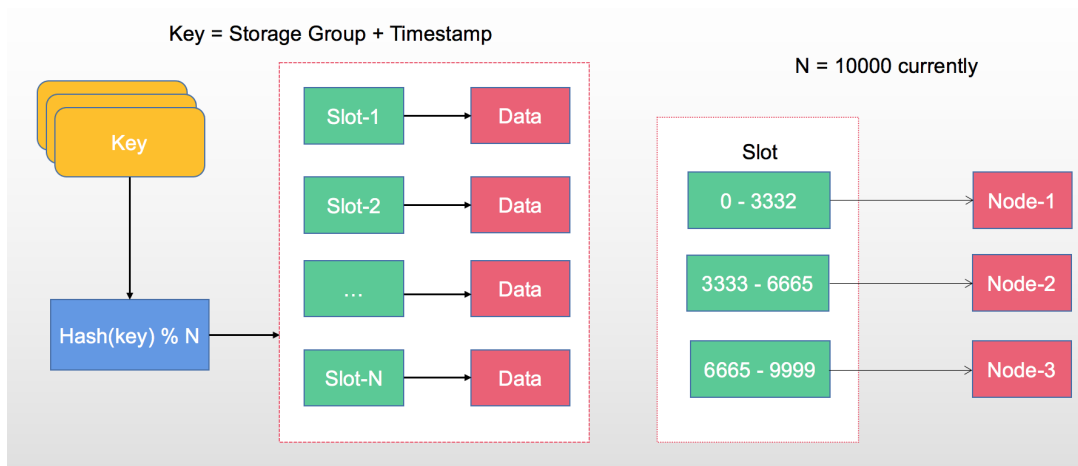 Key = Storage Group + Timestamp
N = 10000 currently
Key
Hash(key) % N
Slot-1
Data
Slot-2
Data
...
Data
Slot-N
Data
Slot
0 - 3332
Node-1
3333 - 6665
Node-2
6665 - 9999
Node-3